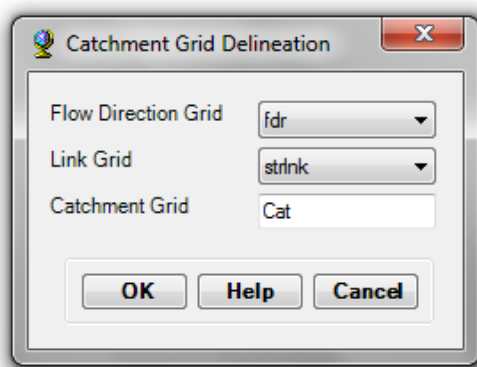 Catchment Grid Delineation
Flow Direction Grid fdr
Link Grid strlnk
Catchment Grid Cat
OK Help Cancel